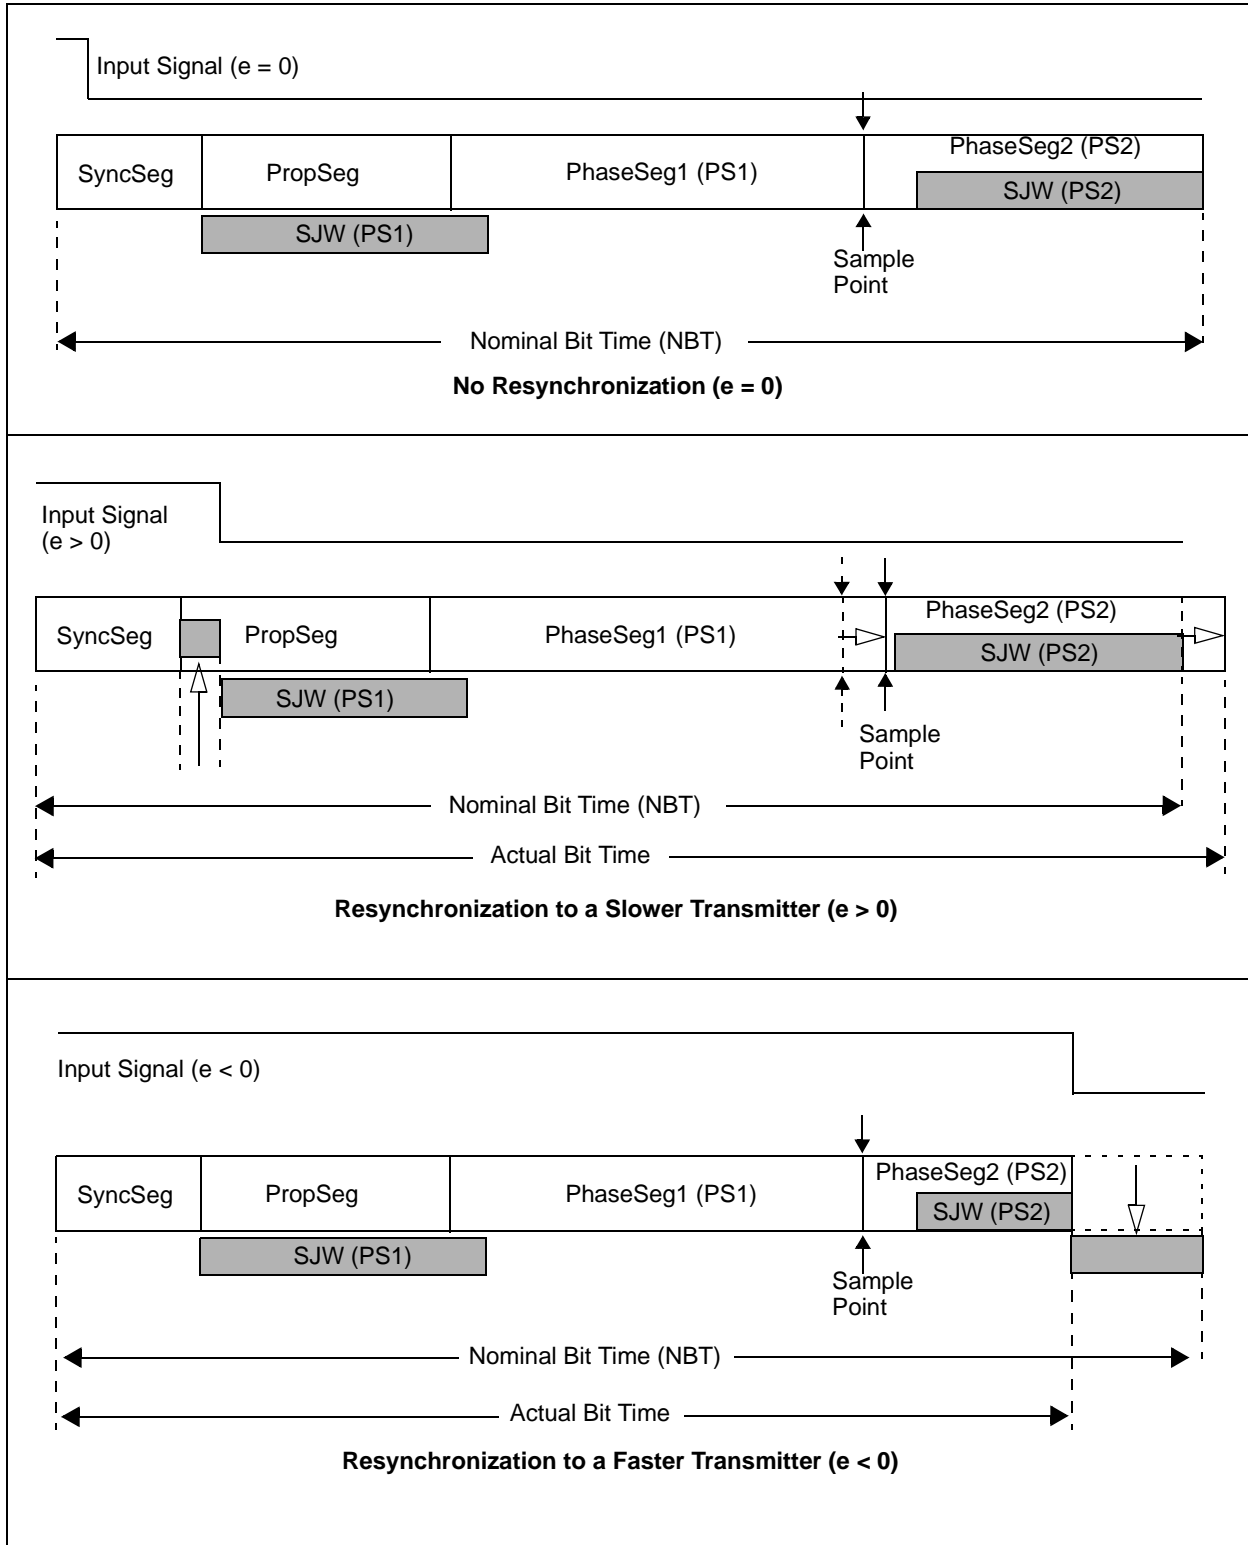 Input Signal (e = 0)
SyncSeg PropSeg PhaseSeg1 (PS1) PhaseSeg2 (PS2)
SJW (PS2)
SJW (PS1)
Sample
Point
Nominal Bit Time (NBT)
No Resynchronization (e = 0)
Input Signal
(e > 0)
SyncSeg PropSeg PhaseSeg1 (PS1) PhaseSeg2 (PS2)
SJW (PS2)
SJW (PS1)
Sample
Point
Nominal Bit Time (NBT)
Actual Bit Time
Resynchronization to a Slower Transmitter (e > 0)
Input Signal (e < 0)
SyncSeg PropSeg PhaseSeg1 (PS1) PhaseSeg2 (PS2)
SJW (PS2)
SJW (PS1)
Sample
Point
Nominal Bit Time (NBT)
Actual Bit Time
Resynchronization to a Faster Transmitter (e < 0)